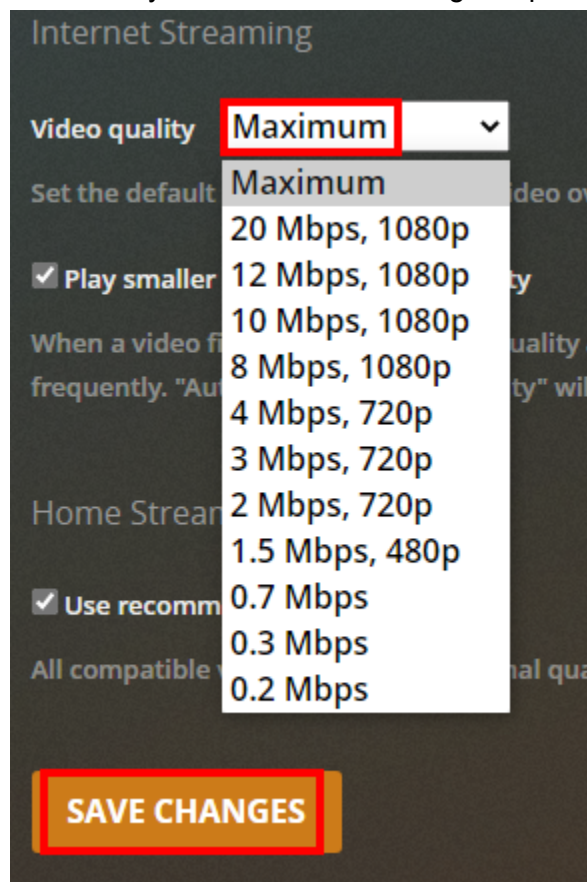 Internet Streaming
Video quality Maximum
Set the default Maximum ideo
20 Mbps, 1080p
Play smaller 12 Mbps, 1080p ty
10 Mbps, 1080p
When a video uality
8 Mbps, 1080p
frequently. "Au ty" wil
4 Mbps, 720p
3 Mbps, 720p
Home Strea 2 Mbps, 720p
1.5 Mbps, 480p
Use recomm 0.7 Mbps
0.3 Mbps
All compatible nal qua
0.2 Mbps
SAVE CHANGES